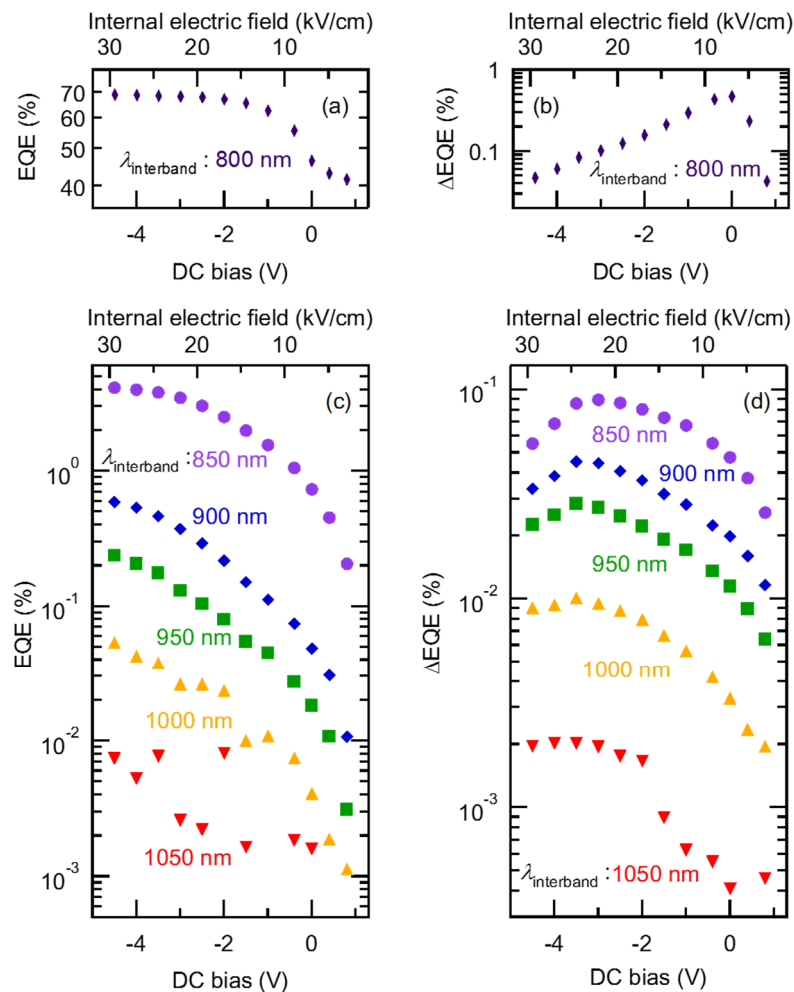 Internal electric field (kV/cm)
30 20 10 0
70
60
50
40
EQE (%)
(a)
λinterband : 800 nm
-4 -2 0
DC bias (V)
Internal electric field (kV/cm)
30 20 10 0
1
0.1
ΔEQE (%)
(b)
λinterband : 800 nm
-4 -2 0
DC bias (V)
Internal electric field (kV/cm)
30 20 10 0
10⁰
10⁻¹
10⁻²
10⁻³
EQE (%)
(c)
λinterband : 850 nm
900 nm
950 nm
1000 nm
1050 nm
-4 -2 0
DC bias (V)
Internal electric field (kV/cm)
30 20 10 0
10⁻¹
10⁻²
10⁻³
ΔEQE (%)
(d)
850 nm
900 nm
950 nm
1000 nm
λinterband : 1050 nm
-4 -2 0
DC bias (V)